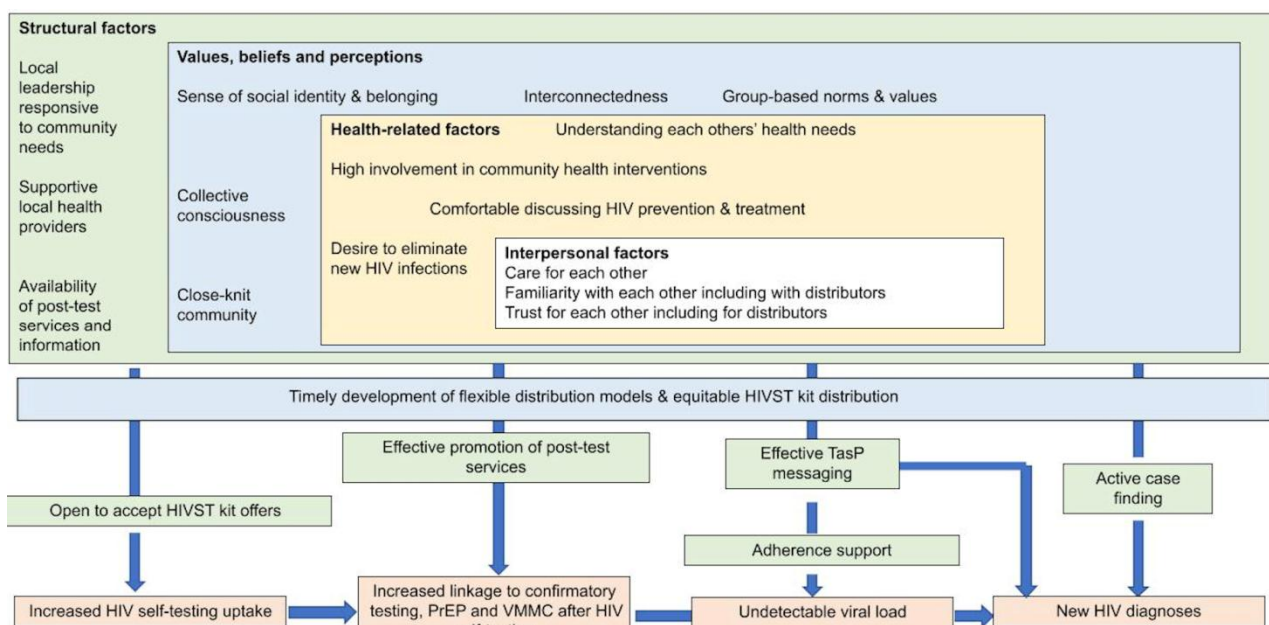 Structural factors
Local
leadership
responsive
to community
needs
Supportive
local health
providers
Availability
of post-test
services and
information
Values, beliefs and perceptions
Sense of social identity & belonging
Interconnectedness
Group-based norms & values
Collective
consciousness
Close-knit
community
Health-related factors
Understanding each others' health needs
High involvement in community health interventions
Comfortable discussing HIV prevention & treatment
Desire to eliminate
new HIV infections
Interpersonal factors
Care for each other
Familiarity with each other including with distributors
Trust for each other including for distributors
Timely development of flexible distribution models & equitable HIVST kit distribution
Open to accept HIVST kit offers
Effective promotion of post-test
services
Effective TasP
messaging
Adherence support
Active case
finding
Increased HIV self-testing uptake
Increased linkage to confirmatory
testing, PrEP and VMMC after HIV
Undetectable viral load
New HIV diagnoses